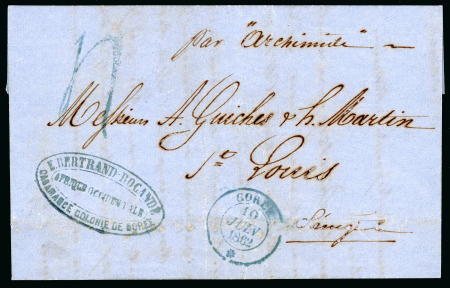 par "Archimède"
Messieurs A. Guiches & h. Martin
St Louis
Sénégal
E. BERTRAND-BOCANDÉ
AFRIQUE OCCIDENTALE
CASAMANCE COLONIE DE GORÉE
GORÉE
10
JUIN
1862